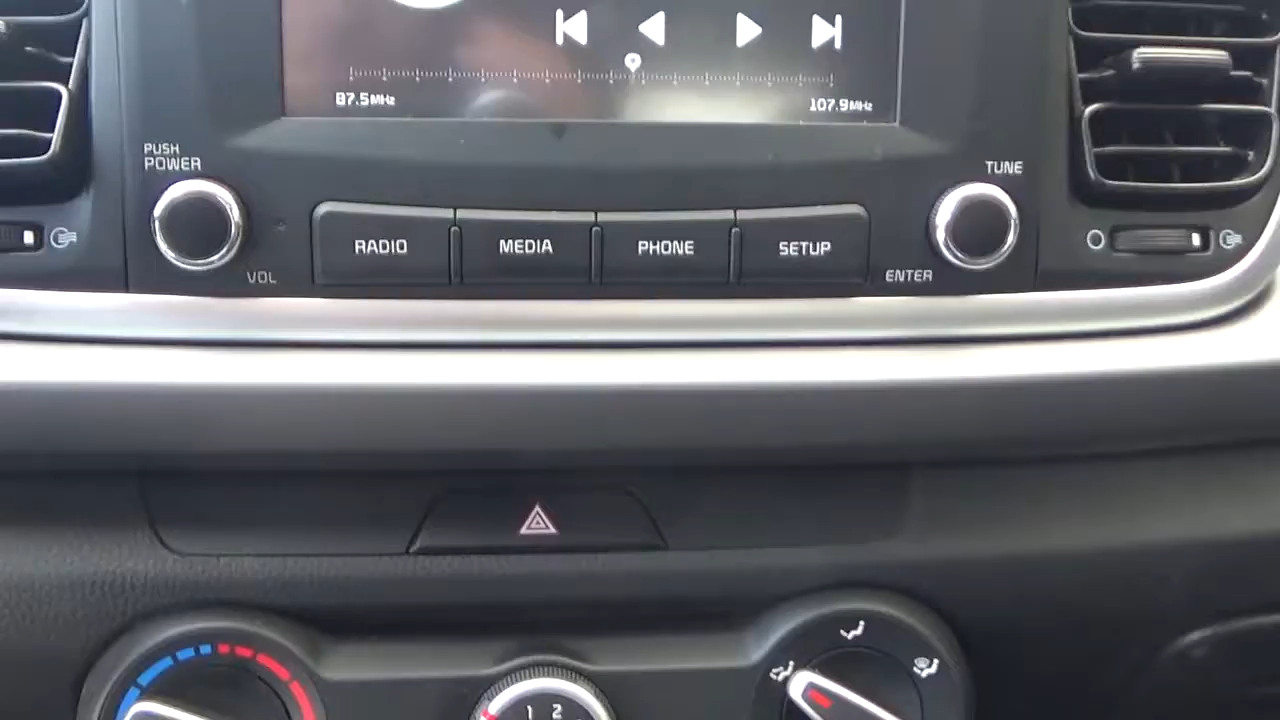 87.5MHz
107.9MHz
PUSH
POWER
TUNE
RADIO
MEDIA
PHONE
SETUP
VOL
ENTER
1 2